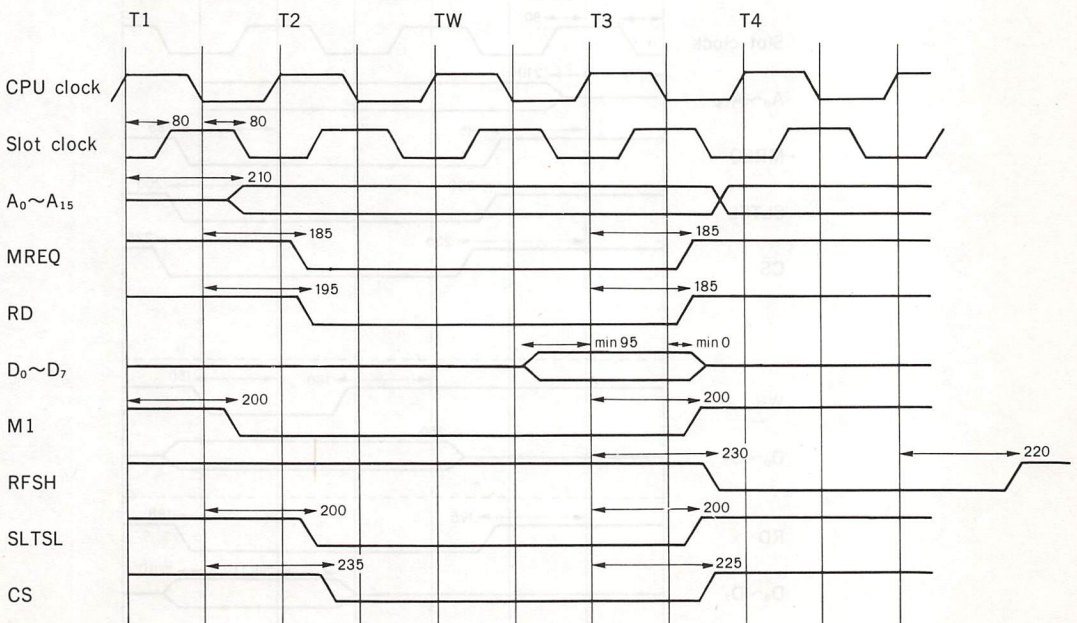 T1 T2 TW T3 T4
CPU clock
80 80
Slot clock
210
A₀~A₁₅
185 185
MREQ
195 185
RD
min 95 min 0
D₀~D₇
200 200
M1
230 220
RFSH
200 200
SLTSL
235 225
CS